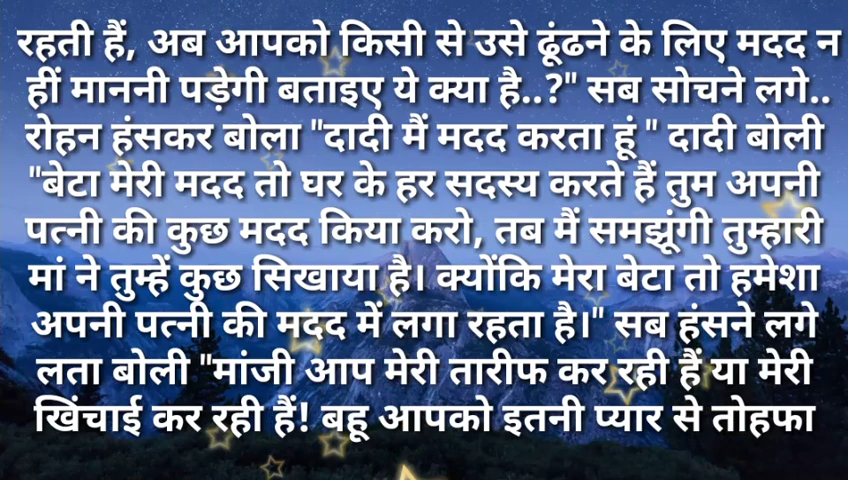 रहती हैं, अब आपको किसी से उसे ढूंढने के लिए मदद न
हीं माननी पड़ेगी बताइए ये क्या है..?" सब सोचने लगे..
रोहन हंसकर बोला "दादी मैं मदद करता हूं " दादी बोली
"बेटा मेरी मदद तो घर के हर सदस्य करते हैं तुम अपनी
पत्नी की कुछ मदद किया करो, तब मैं समझूंगी तुम्हारी
मां ने तुम्हें कुछ सिखाया है। क्योंकि मेरा बेटा तो हमेशा
अपनी पत्नी की मदद में लगा रहता है।" सब हंसने लगे
लता बोली "मांजी आप मेरी तारीफ कर रही हैं या मेरी
खिंचाई कर रही हैं! बहू आपको इतनी प्यार से तोहफा